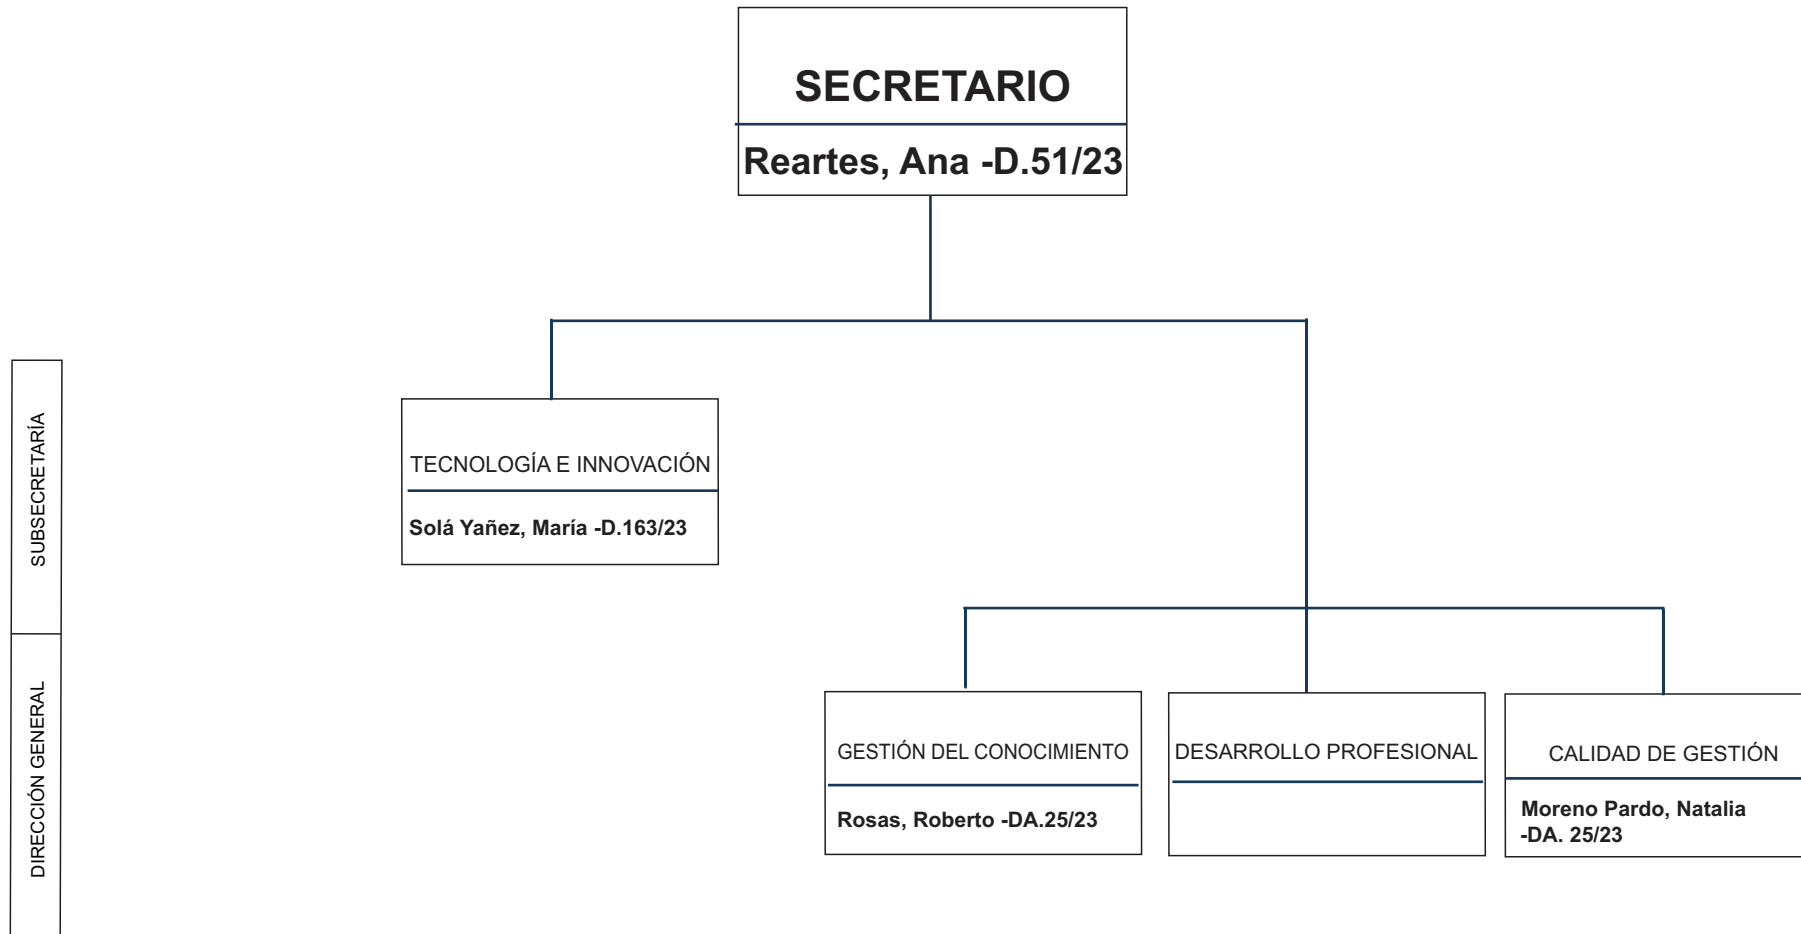 SECRETARIO
Reartes, Ana -D.51/23
SUBSECRETARÍA
TECNOLOGÍA E INNOVACIÓN
Solá Yañez, María -D.163/23
DIRECCIÓN GENERAL
GESTIÓN DEL CONOCIMIENTO
Rosas, Roberto -DA.25/23
DESARROLLO PROFESIONAL
CALIDAD DE GESTIÓN
Moreno Pardo, Natalia
-DA. 25/23